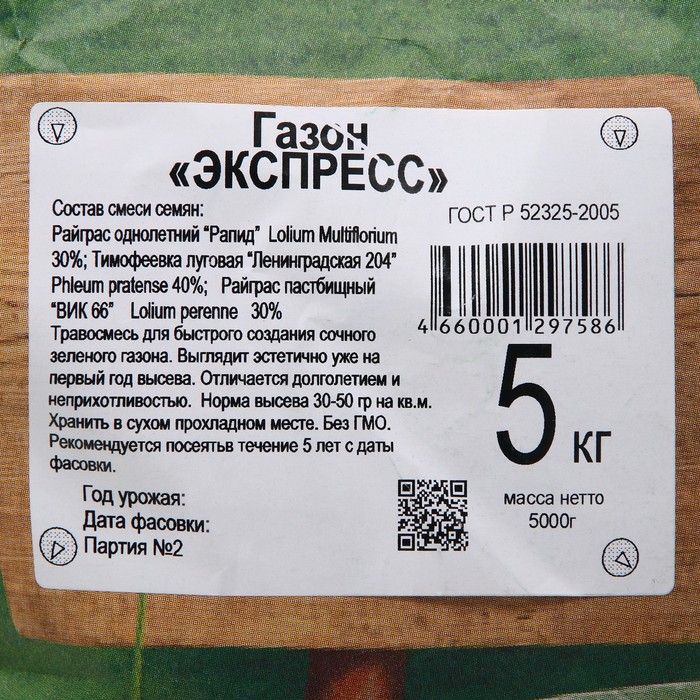 Газон
«ЭКСПРЕСС»
Состав смеси семян:
Райграс однолетний "Рапид" Lolium Multiflorium
30%; Тимофеевка луговая "Ленинградская 204"
Phleum pratense 40%; Райграс пастбищный
"ВИК 66" Lolium perenne 30%
Травосмесь для быстрого создания сочного
зеленого газона. Выглядит эстетично уже на
первый год высева. Отличается долголетием и
неприхотливостью. Норма высева 30-50 гр на кв.м.
Хранить в сухом прохладном месте. Без ГМО.
Рекомендуется посеятьв течение 5 лет с даты
фасовки.
Год урожая:
Дата фасовки:
Партия №2
ГОСТ Р 52325-2005
4 660001 297586
5 кг
масса нетто
5000г